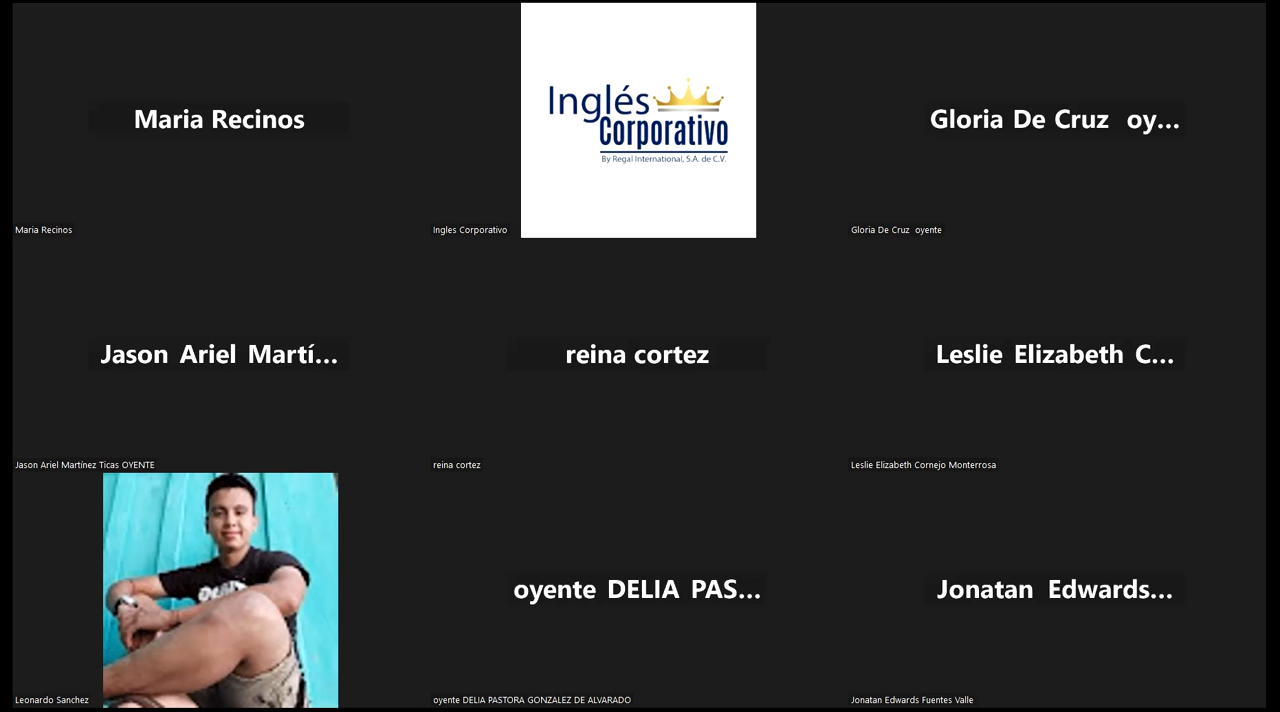 Maria Recinos
Maria Recinos
Inglés
Corporativo
By Regal International, S.A. de C.V.
Ingles Corporativo
Gloria De Cruz oy...
Gloria De Cruz oyente
Jason Ariel Martí...
Jason Ariel Martínez Ticas OYENTE
reina cortez
reina cortez
Leslie Elizabeth C...
Leslie Elizabeth Cornejo Monterrosa
Leonardo Sanchez
oyente DELIA PAS...
oyente DELIA PASTORA GONZALEZ DE ALVARADO
Jonatan Edwards...
Jonatan Edwards Fuentes Valle